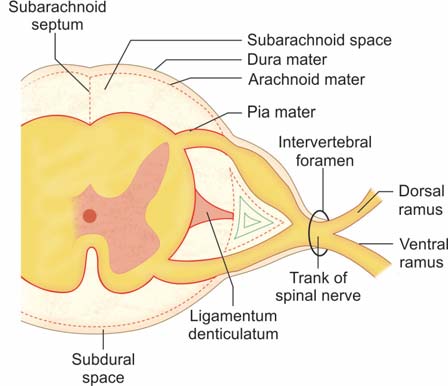 Subarachnoid
septum
Subarachnoid space
Dura mater
Arachnoid mater
Pia mater
Intervertebral
foramen
Dorsal
ramus
Ventral
ramus
Trank of
spinal nerve
Ligamentum
denticulatum
Subdural
space